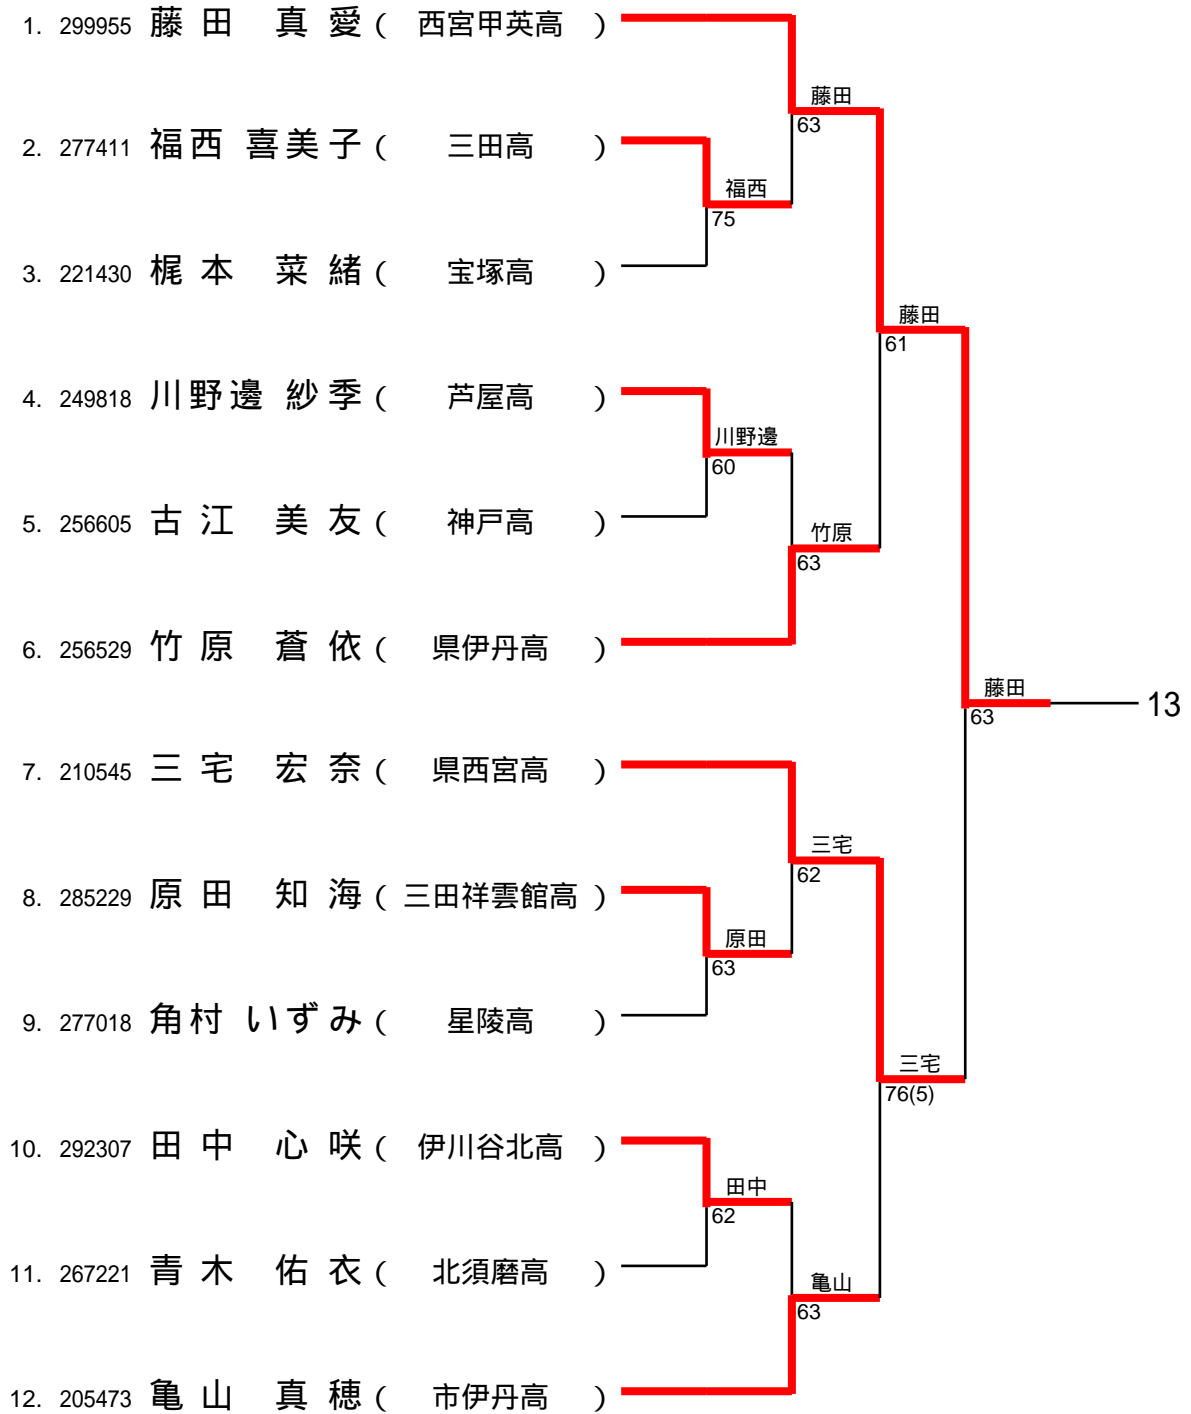 1. 299955 藤田 真愛 ( 西宮甲英高 )
藤田
63
2. 277411 福西 喜美子 ( 三田高 )
福西
75
3. 221430 梶本 菜緒 ( 宝塚高 )
藤田
61
4. 249818 川野邊 紗季 ( 芦屋高 )
川野邊
60
5. 256605 古江 美友 ( 神戸高 )
竹原
63
6. 256529 竹原 蒼依 ( 県伊丹高 )
藤田
63
13
7. 210545 三宅 宏奈 ( 県西宮高 )
三宅
62
8. 285229 原田 知海 ( 三田祥雲館高 )
原田
63
9. 277018 角村 いずみ ( 星陵高 )
三宅
76(5)
10. 292307 田中 心咲 ( 伊川谷北高 )
田中
62
11. 267221 青木 佑衣 ( 北須磨高 )
亀山
63
12. 205473 亀山 真穂 ( 市伊丹高 )